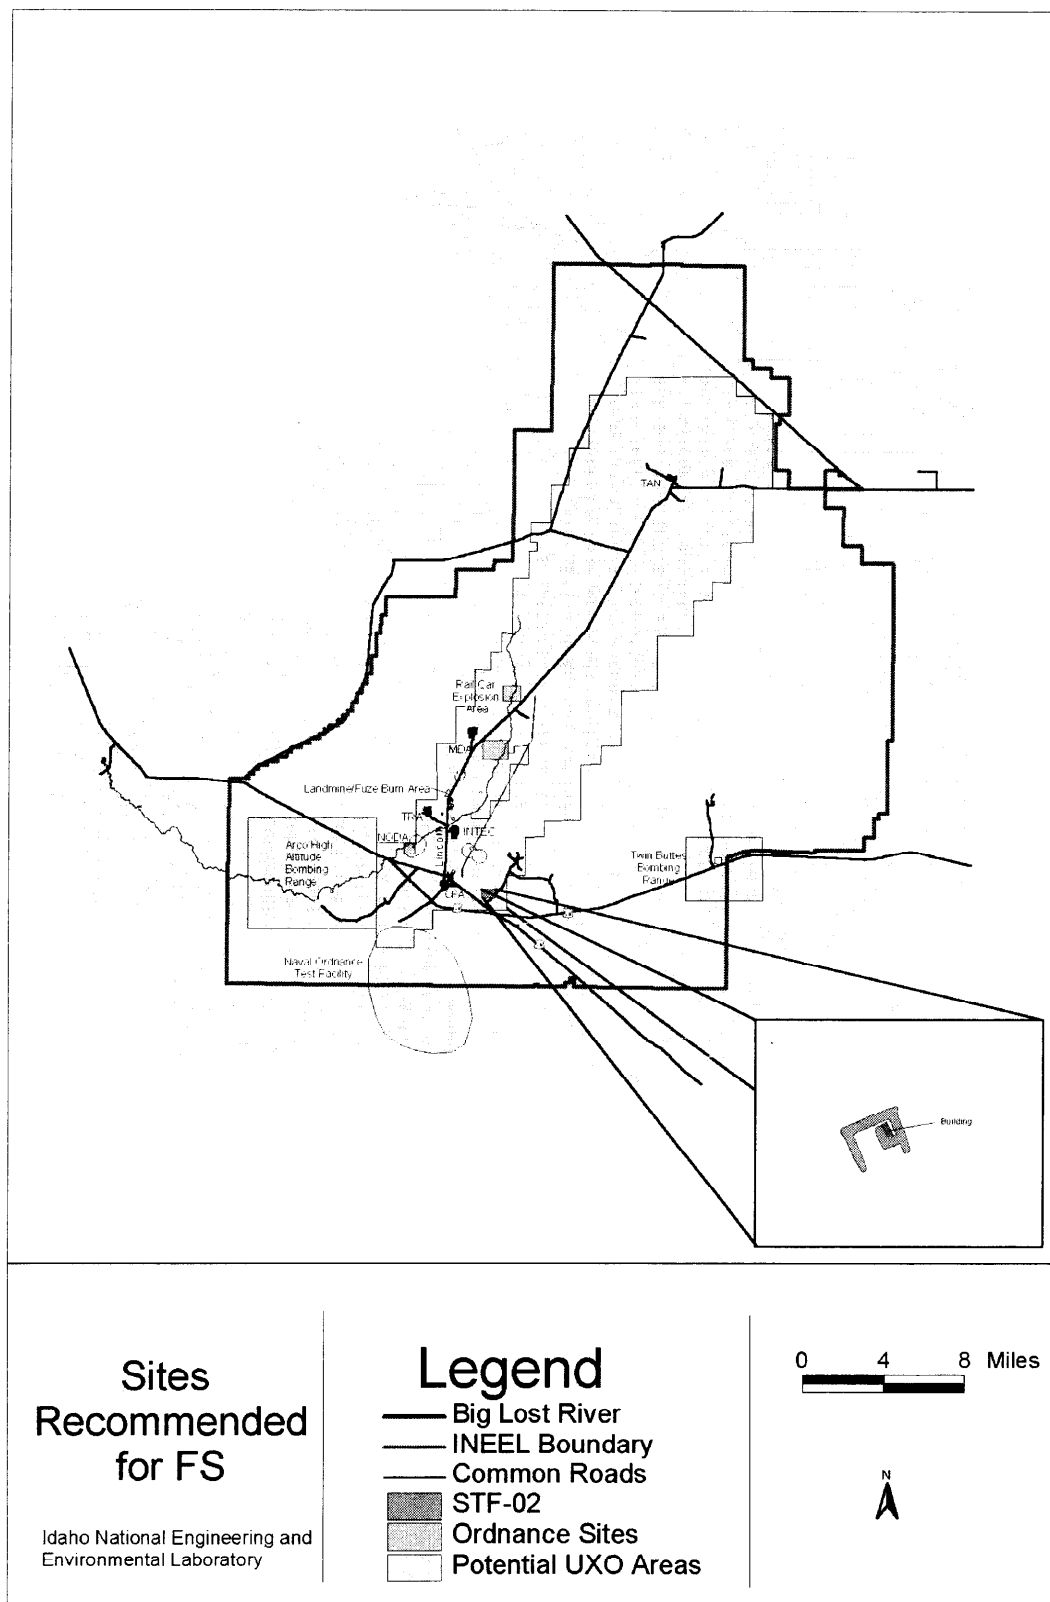 TAN
Rail Car
Explosion
Area
MDA
Landmine/Fuze Burn Area
TRA
INTEC
NODA
Lincoln
Arco High
Altitude
Bombing
Range
Twin Buttes
Bombing
Range
CFA
Naval Ordnance
Test Facility
Building
Sites
Recommended
for FS
Idaho National Engineering and
Environmental Laboratory
Legend
Big Lost River
INEEL Boundary
Common Roads
STF-02
Ordnance Sites
Potential UXO Areas
0 4 8 Miles
N